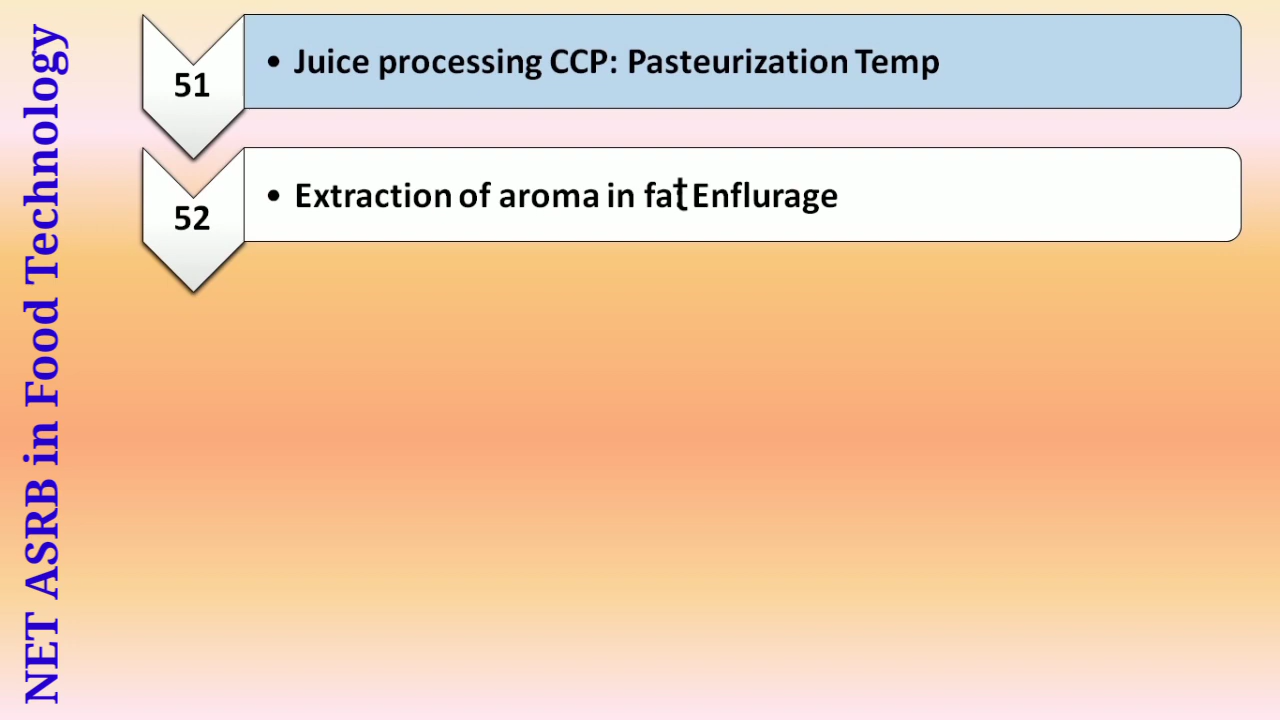 NET ASRB in Food Technology
51
• Juice processing CCP: Pasteurization Temp
52
• Extraction of aroma in fat Enflurage